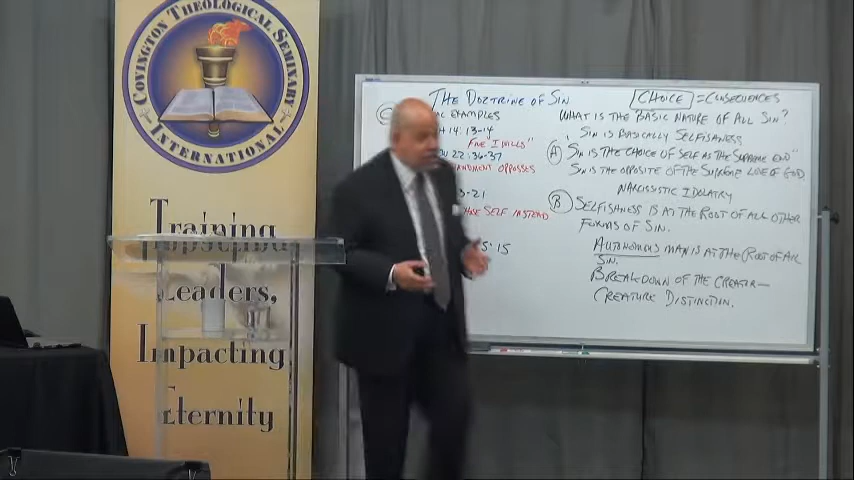 COVINGTON THEOLOGICAL SEMINARY
INTERNATIONAL
Training
Leaders,
Impacting
Eternity
THE DOCTRINE OF SIN
EXAMPLES
14:13-14
FIVE I WILLS"
22:36-37
OPPOSES
3-21
SELF INSTEAD
5:15
CHOICE = CONSEQUENCES
WHAT IS THE BASIC NATURE OF ALL SIN?
SIN IS BASICALLY SELFISHNESS
A SIN IS THE CHOICE OF SELF AS THE SUPREME END"
SIN IS THE OPPOSITE OF THE SUPREME LOVE OF GOD
NARCISSISTIC IDOLATRY
B SELFISHNESS IS AT THE ROOT OF ALL OTHER
FORMS OF SIN.
AUTONOMOUS MAN IS AT THE ROOT OF ALL
SIN.
BREAKDOWN OF THE CREATOR-
CREATURE DISTINCTION.